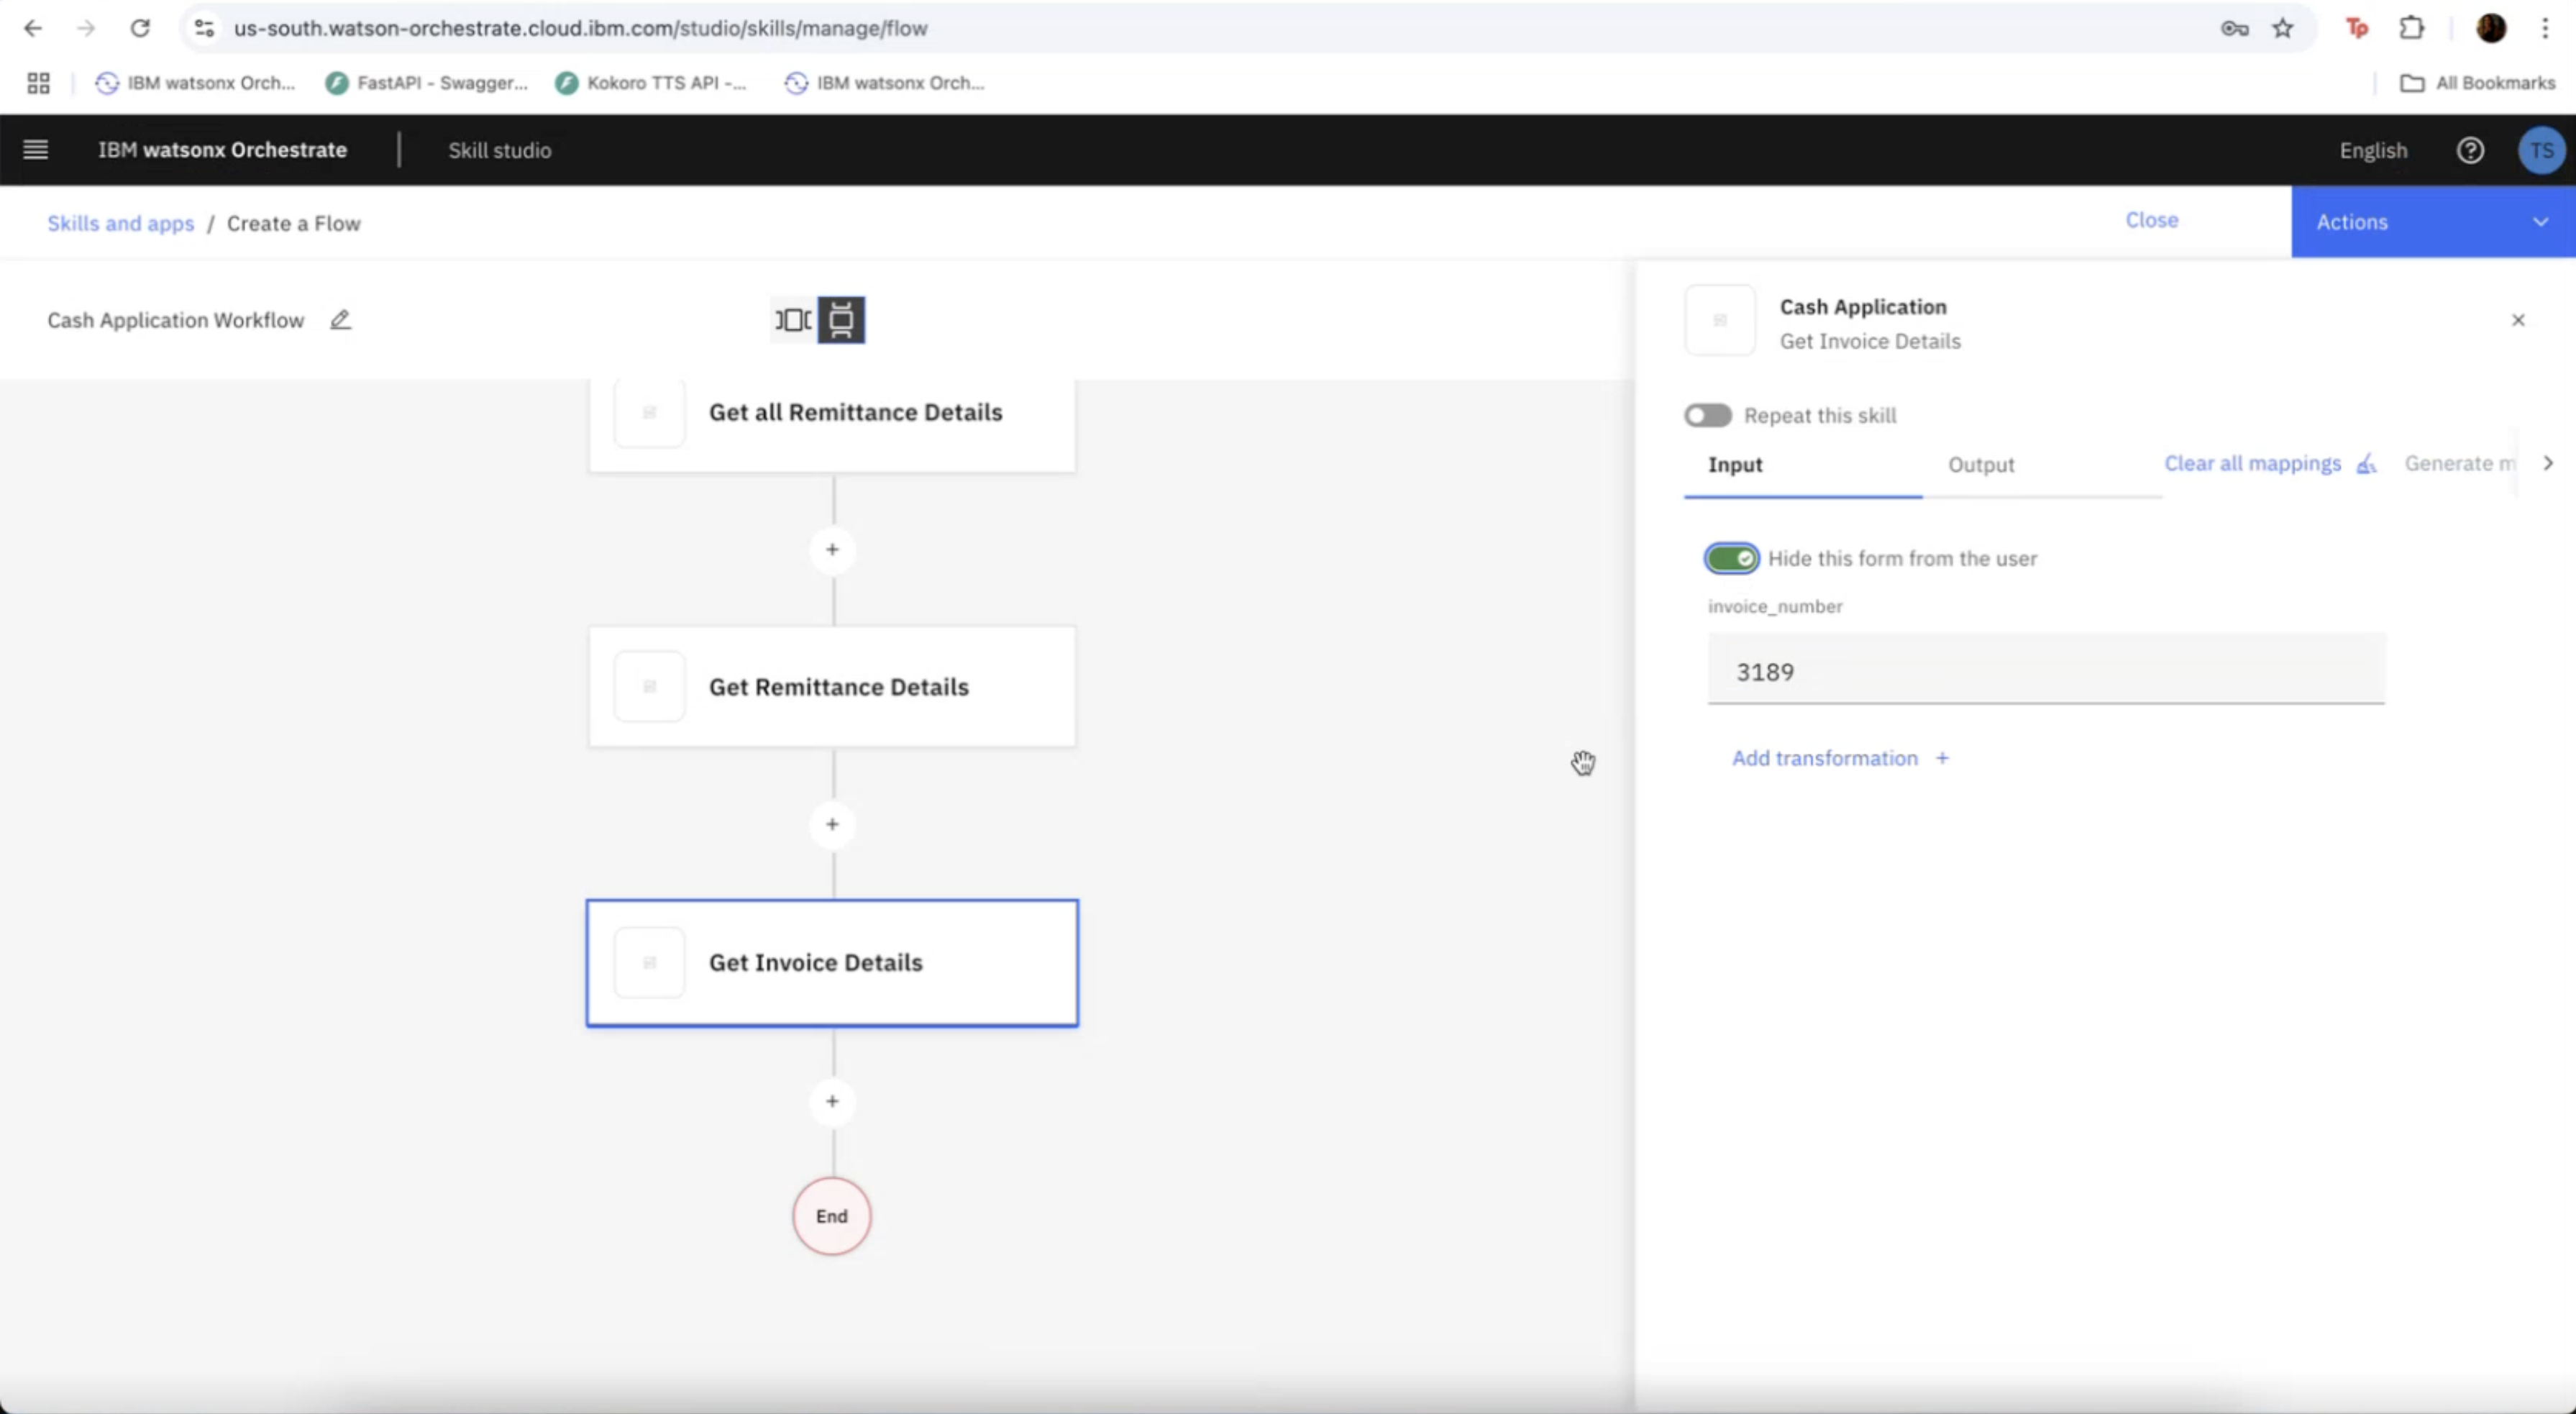 us-south.watson-orchestrate.cloud.ibm.com/studio/skills/manage/flow
Tp
IBM watsonx Orch...
FastAPI - Swagger...
Kokoro TTS API -...
IBM watsonx Orch...
All Bookmarks
IBM watsonx Orchestrate
Skill studio
English
TS
Skills and apps / Create a Flow
Close
Actions
Cash Application Workflow
Get all Remittance Details
+
Get Remittance Details
+
Get Invoice Details
+
End
Cash Application
Get Invoice Details
Repeat this skill
Input
Output
Clear all mappings
Generate m
Hide this form from the user
invoice_number
3189
Add transformation +